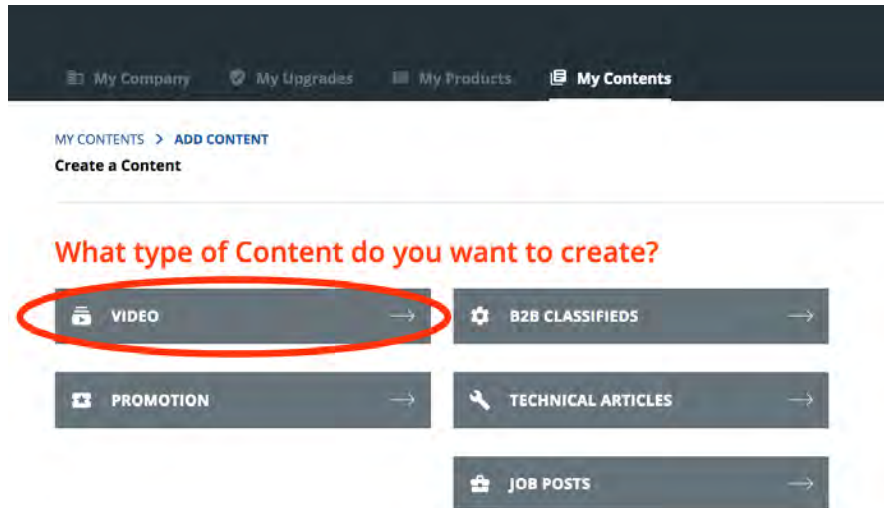 My Company My Upgrades My Products My Contents
MY CONTENTS > ADD CONTENT
Create a Content
What type of Content do you want to create?
VIDEO B2B CLASSIFIEDS
PROMOTION TECHNICAL ARTICLES
JOB POSTS